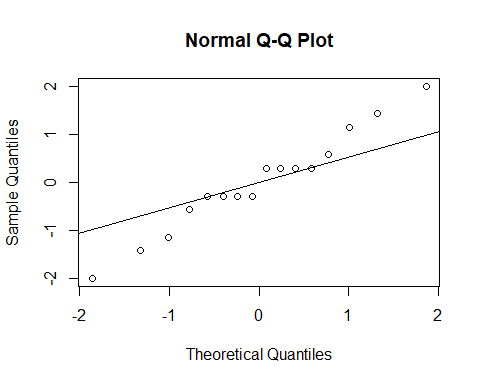 Normal Q-Q Plot
2
1
0
-1
-2
Sample Quantiles
-2 -1 0 1 2
Theoretical Quantiles